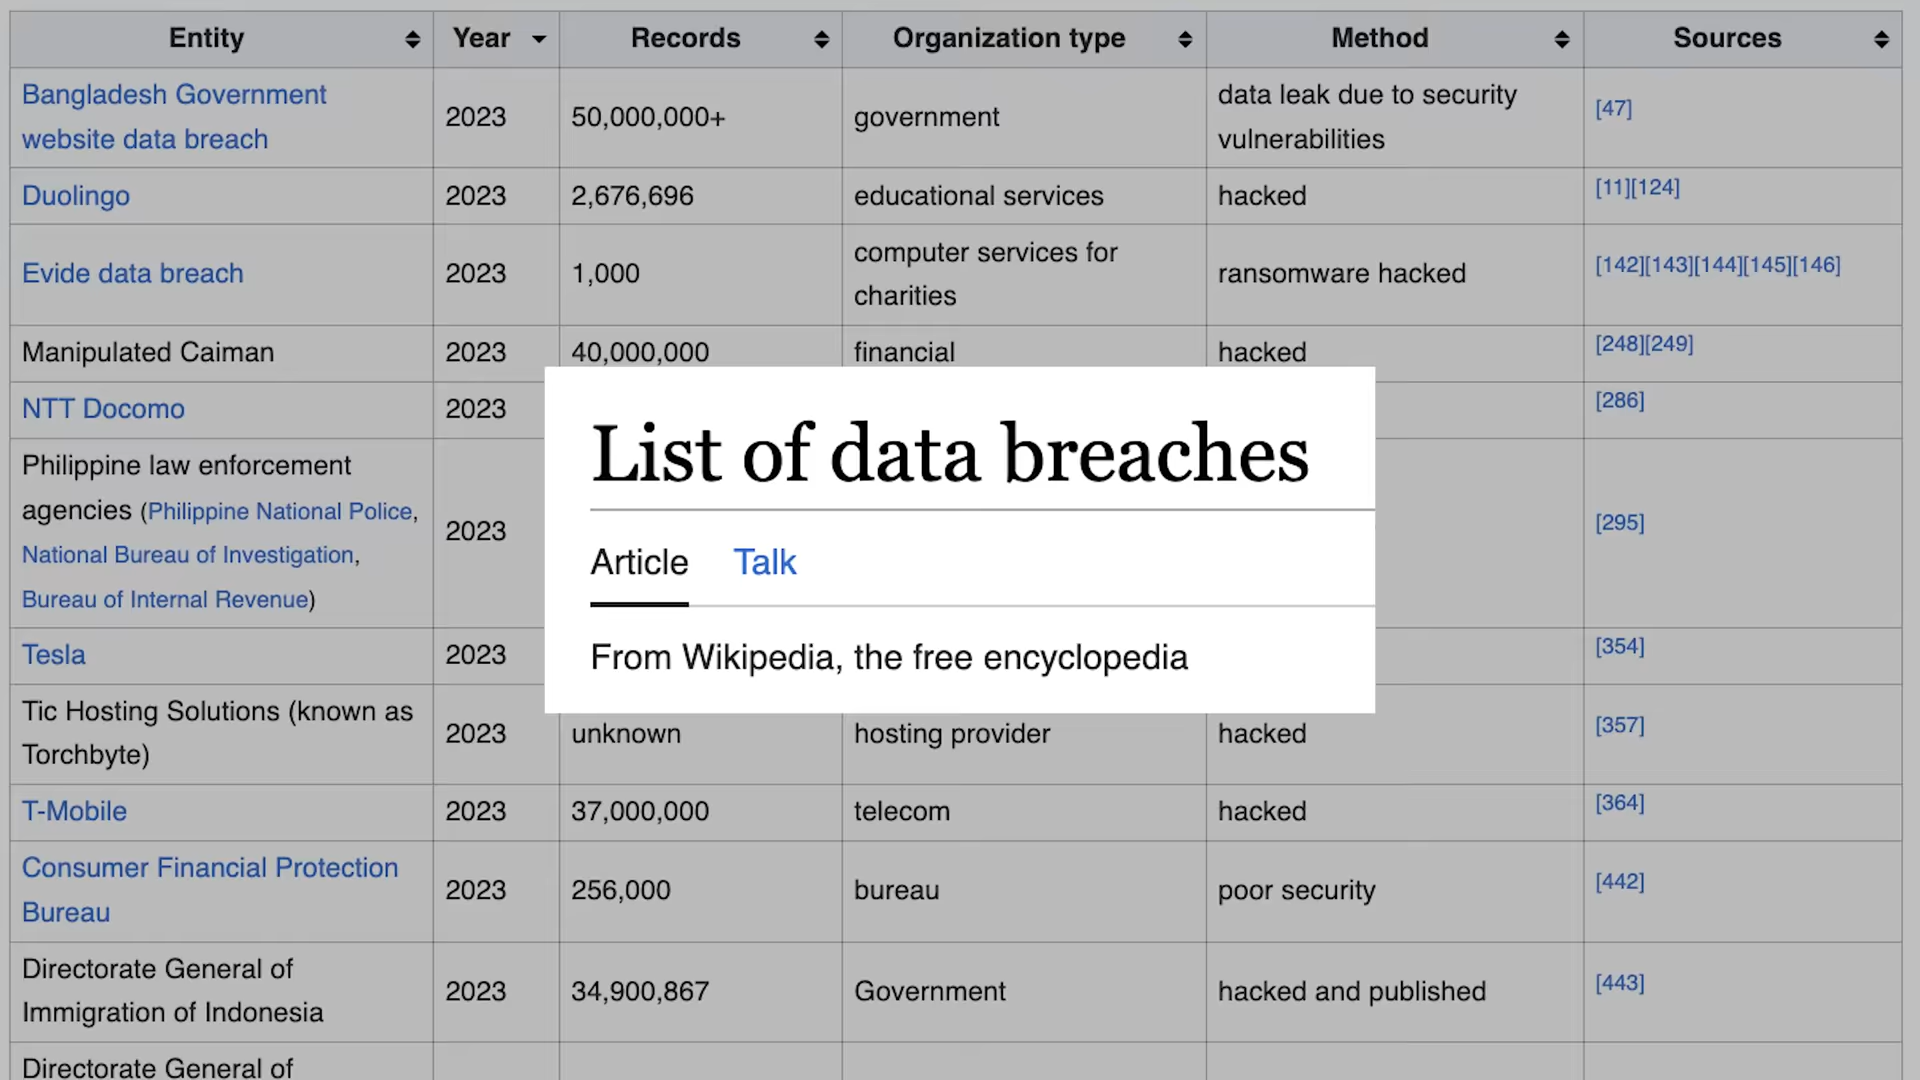 Entity Year Records Organization type Method Sources
Bangladesh Government
website data breach
2023 50,000,000+ government
data leak due to security
vulnerabilities
[47]
Duolingo 2023 2,676,696 educational services hacked [11][124]
Evide data breach 2023 1,000
computer services for
charities
ransomware hacked [142][143][144][145][146]
Manipulated Caiman 2023 40,000,000 financial hacked [248][249]
NTT Docomo 2023 [286]
Philippine law enforcement
agencies (Philippine National Police,
National Bureau of Investigation,
Bureau of Internal Revenue)
2023 [295]
List of data breaches
Article Talk
From Wikipedia, the free encyclopedia
Tesla 2023 [354]
Tic Hosting Solutions (known as
Torchbyte)
2023 unknown hosting provider hacked [357]
T-Mobile 2023 37,000,000 telecom hacked [364]
Consumer Financial Protection
Bureau
2023 256,000 bureau poor security [442]
Directorate General of
Immigration of Indonesia
2023 34,900,867 Government hacked and published [443]
Directorate General of